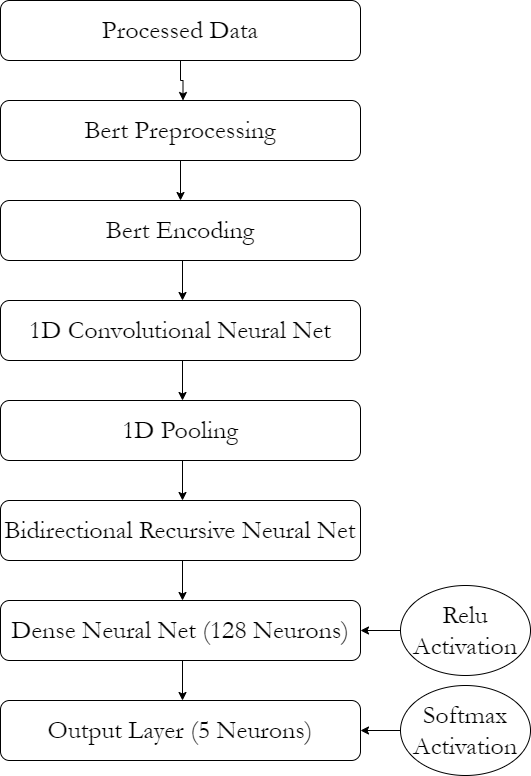 Processed Data
Bert Preprocessing
Bert Encoding
1D Convolutional Neural Net
1D Pooling
Bidirectional Recursive Neural Net
Dense Neural Net (128 Neurons)
Relu
Activation
Output Layer (5 Neurons)
Softmax
Activation